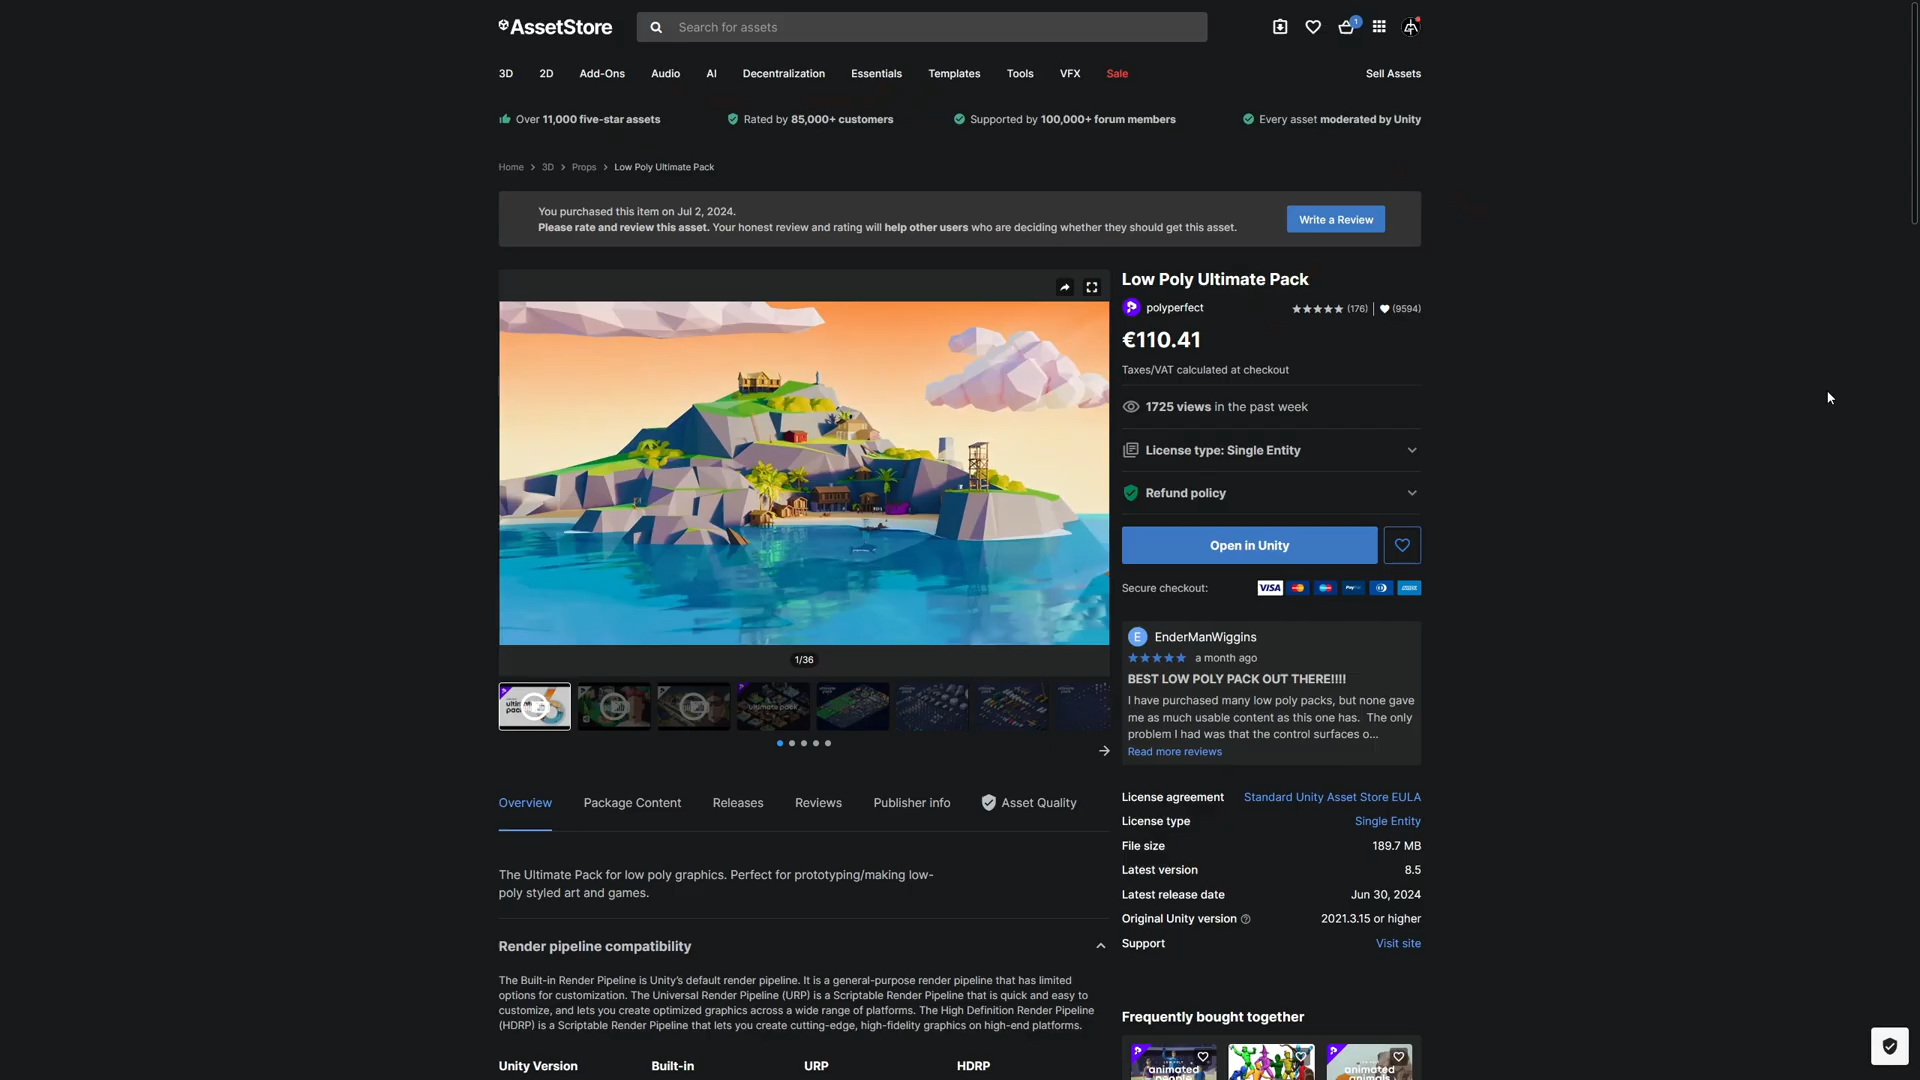 AssetStore
Search for assets
1
3D
2D
Add-Ons
Audio
AI
Decentralization
Essentials
Templates
Tools
VFX
Sale
Sell Assets
Over 11,000 five-star assets
Rated by 85,000+ customers
Supported by 100,000+ forum members
Every asset moderated by Unity
Home > 3D > Props > Low Poly Ultimate Pack
You purchased this item on Jul 2, 2024.
Please rate and review this asset. Your honest review and rating will help other users who are deciding whether they should get this asset.
Write a Review
Low Poly Ultimate Pack
polyperfect
(176)
(9594)
€110.41
Taxes/VAT calculated at checkout
1725 views in the past week
License type: Single Entity
Refund policy
Open in Unity
Secure checkout:
VISA
PayPal
1/36
E
EnderManWiggins
a month ago
BEST LOW POLY PACK OUT THERE!!!!
I have purchased many low poly packs, but none gave
me as much usable content as this one has. The only
problem I had was that the control surfaces o...
Read more reviews
Overview
Package Content
Releases
Reviews
Publisher info
Asset Quality
License agreement
Standard Unity Asset Store EULA
License type
Single Entity
File size
189.7 MB
Latest version
8.5
Latest release date
Jun 30, 2024
Original Unity version
2021.3.15 or higher
Support
Visit site
The Ultimate Pack for low poly graphics. Perfect for prototyping/making low-
poly styled art and games.
Render pipeline compatibility
The Built-in Render Pipeline is Unity's default render pipeline. It is a general-purpose render pipeline that has limited
options for customization. The Universal Render Pipeline (URP) is a Scriptable Render Pipeline that is quick and easy to
customize, and lets you create optimized graphics across a wide range of platforms. The High Definition Render Pipeline
(HDRP) is a Scriptable Render Pipeline that lets you create cutting-edge, high-fidelity graphics on high-end platforms.
Unity Version
Built-in
URP
HDRP
Frequently bought together
animated
animated